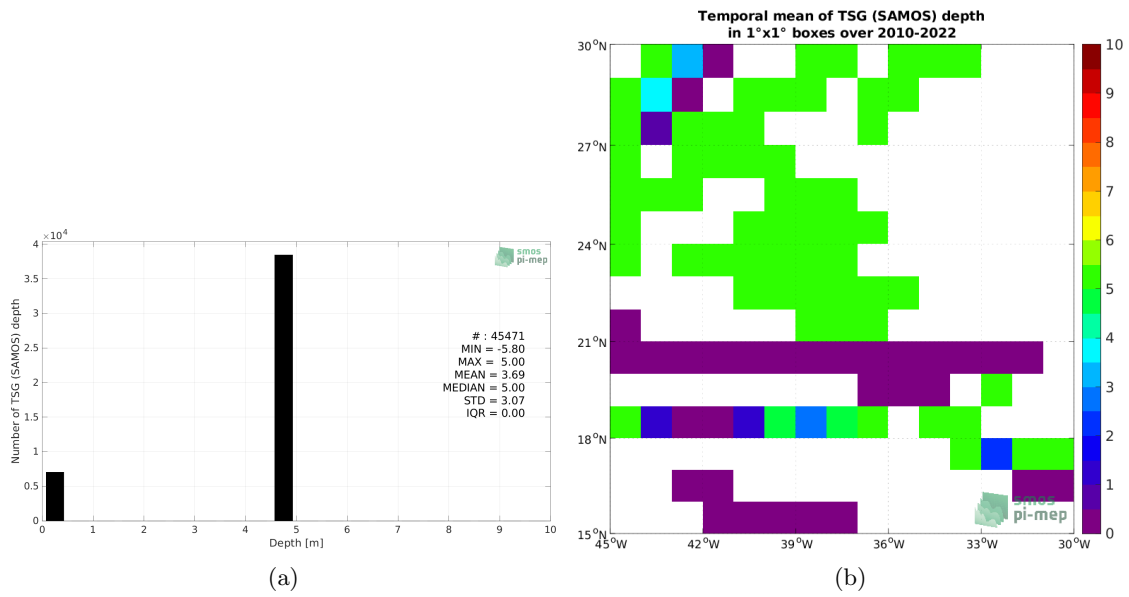 ×10⁴
4
3.5
3
2.5
2
1.5
1
0.5
0
Number of TSG (SAMOS) depth
0 1 2 3 4 5 6 7 8 9 10
Depth [m]
smos
pi-mep
# : 45471
MIN = -5.80
MAX = 5.00
MEAN = 3.69
MEDIAN = 5.00
STD = 3.07
IQR = 0.00
(a)
Temporal mean of TSG (SAMOS) depth
in 1°x1° boxes over 2010-2022
30°N
27°N
24°N
21°N
18°N
15°N
45°W 42°W 39°W 36°W 33°W 30°W
smos
pi-mep
10
9
8
7
6
5
4
3
2
1
0
(b)